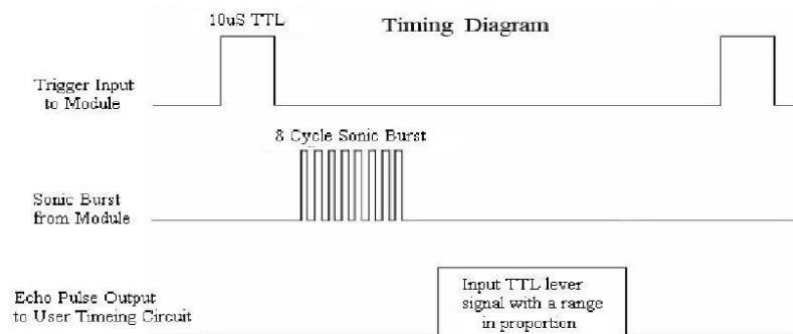 10uS TTL
Timing Diagram
Trigger Input
to Module
8 Cycle Sonic Burst
Sonic Burst
from Module
Echo Pulse Output
to User Timeing Circuit
Input TTL lever
signal with a range
in proportion